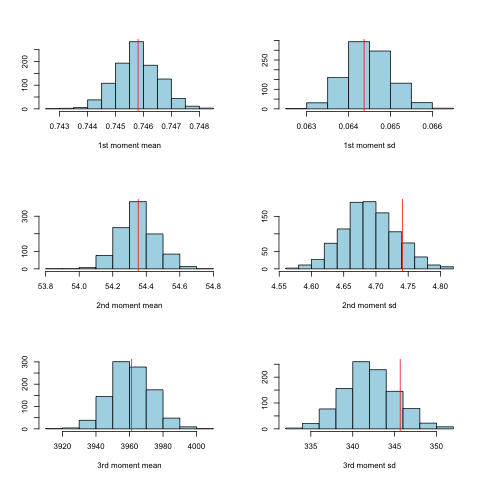 0 100 200
0.743 0.744 0.745 0.746 0.747 0.748
1st moment mean
0 100 250
0.063 0.064 0.065 0.066
1st moment sd
0 100 300
53.8 54.0 54.2 54.4 54.6 54.8
2nd moment mean
0 50 150
4.55 4.60 4.65 4.70 4.75 4.80
2nd moment sd
0 100 200 300
3920 3940 3960 3980 4000
3rd moment mean
0 100 200
335 340 345 350
3rd moment sd